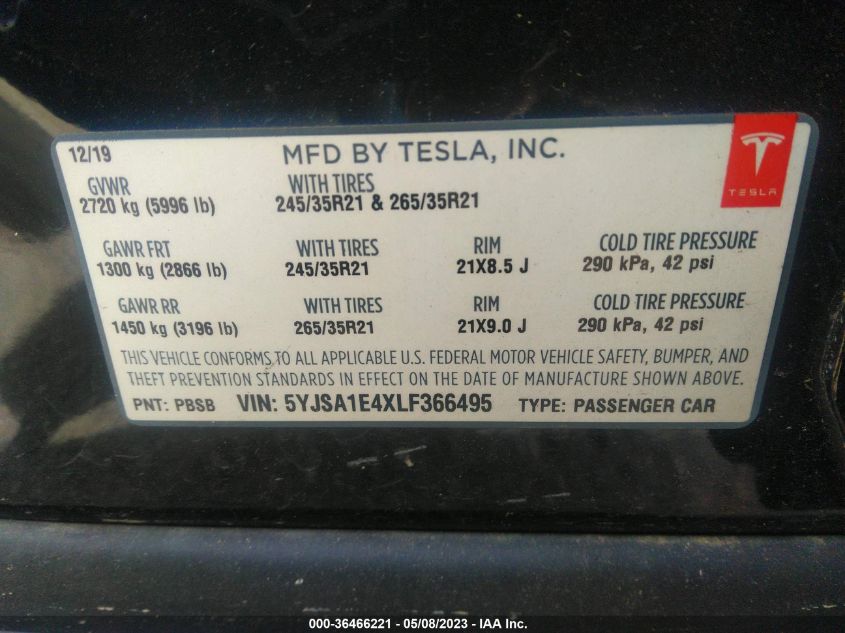 12/19 MFD BY TESLA, INC.
TESLA
GVWR WITH TIRES
2720 kg (5996 lb) 245/35R21 & 265/35R21
GAWR FRT WITH TIRES RIM COLD TIRE PRESSURE
1300 kg (2866 lb) 245/35R21 21X8.5 J 290 kPa, 42 psi
GAWR RR WITH TIRES RIM COLD TIRE PRESSURE
1450 kg (3196 lb) 265/35R21 21X9.0 J 290 kPa, 42 psi
THIS VEHICLE CONFORMS TO ALL APPLICABLE U.S. FEDERAL MOTOR VEHICLE SAFETY, BUMPER, AND
THEFT PREVENTION STANDARDS IN EFFECT ON THE DATE OF MANUFACTURE SHOWN ABOVE.
PNT: PBSB VIN: 5YJSA1E4XLF366495 TYPE: PASSENGER CAR
000-36466221 - 05/08/2023 - IAA Inc.